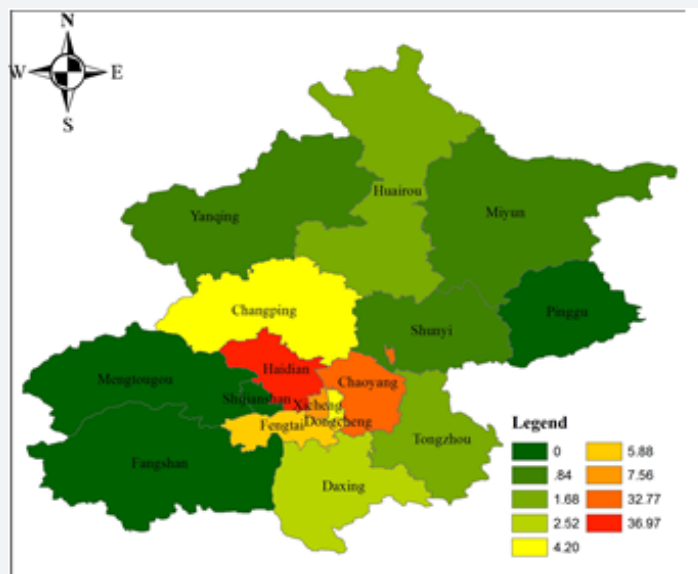 N
W E
S
Huairou
Yanqing
Miyun
Changping
Pinggu
Shunyi
Haidian
Mengtougou
Chaoyang
Shijianshan
Xicheng
Dongcheng
Fengtai
Tongzhou
Fangshan
Daxing
Legend
0
.84
1.68
2.52
4.20
5.88
7.56
32.77
36.97